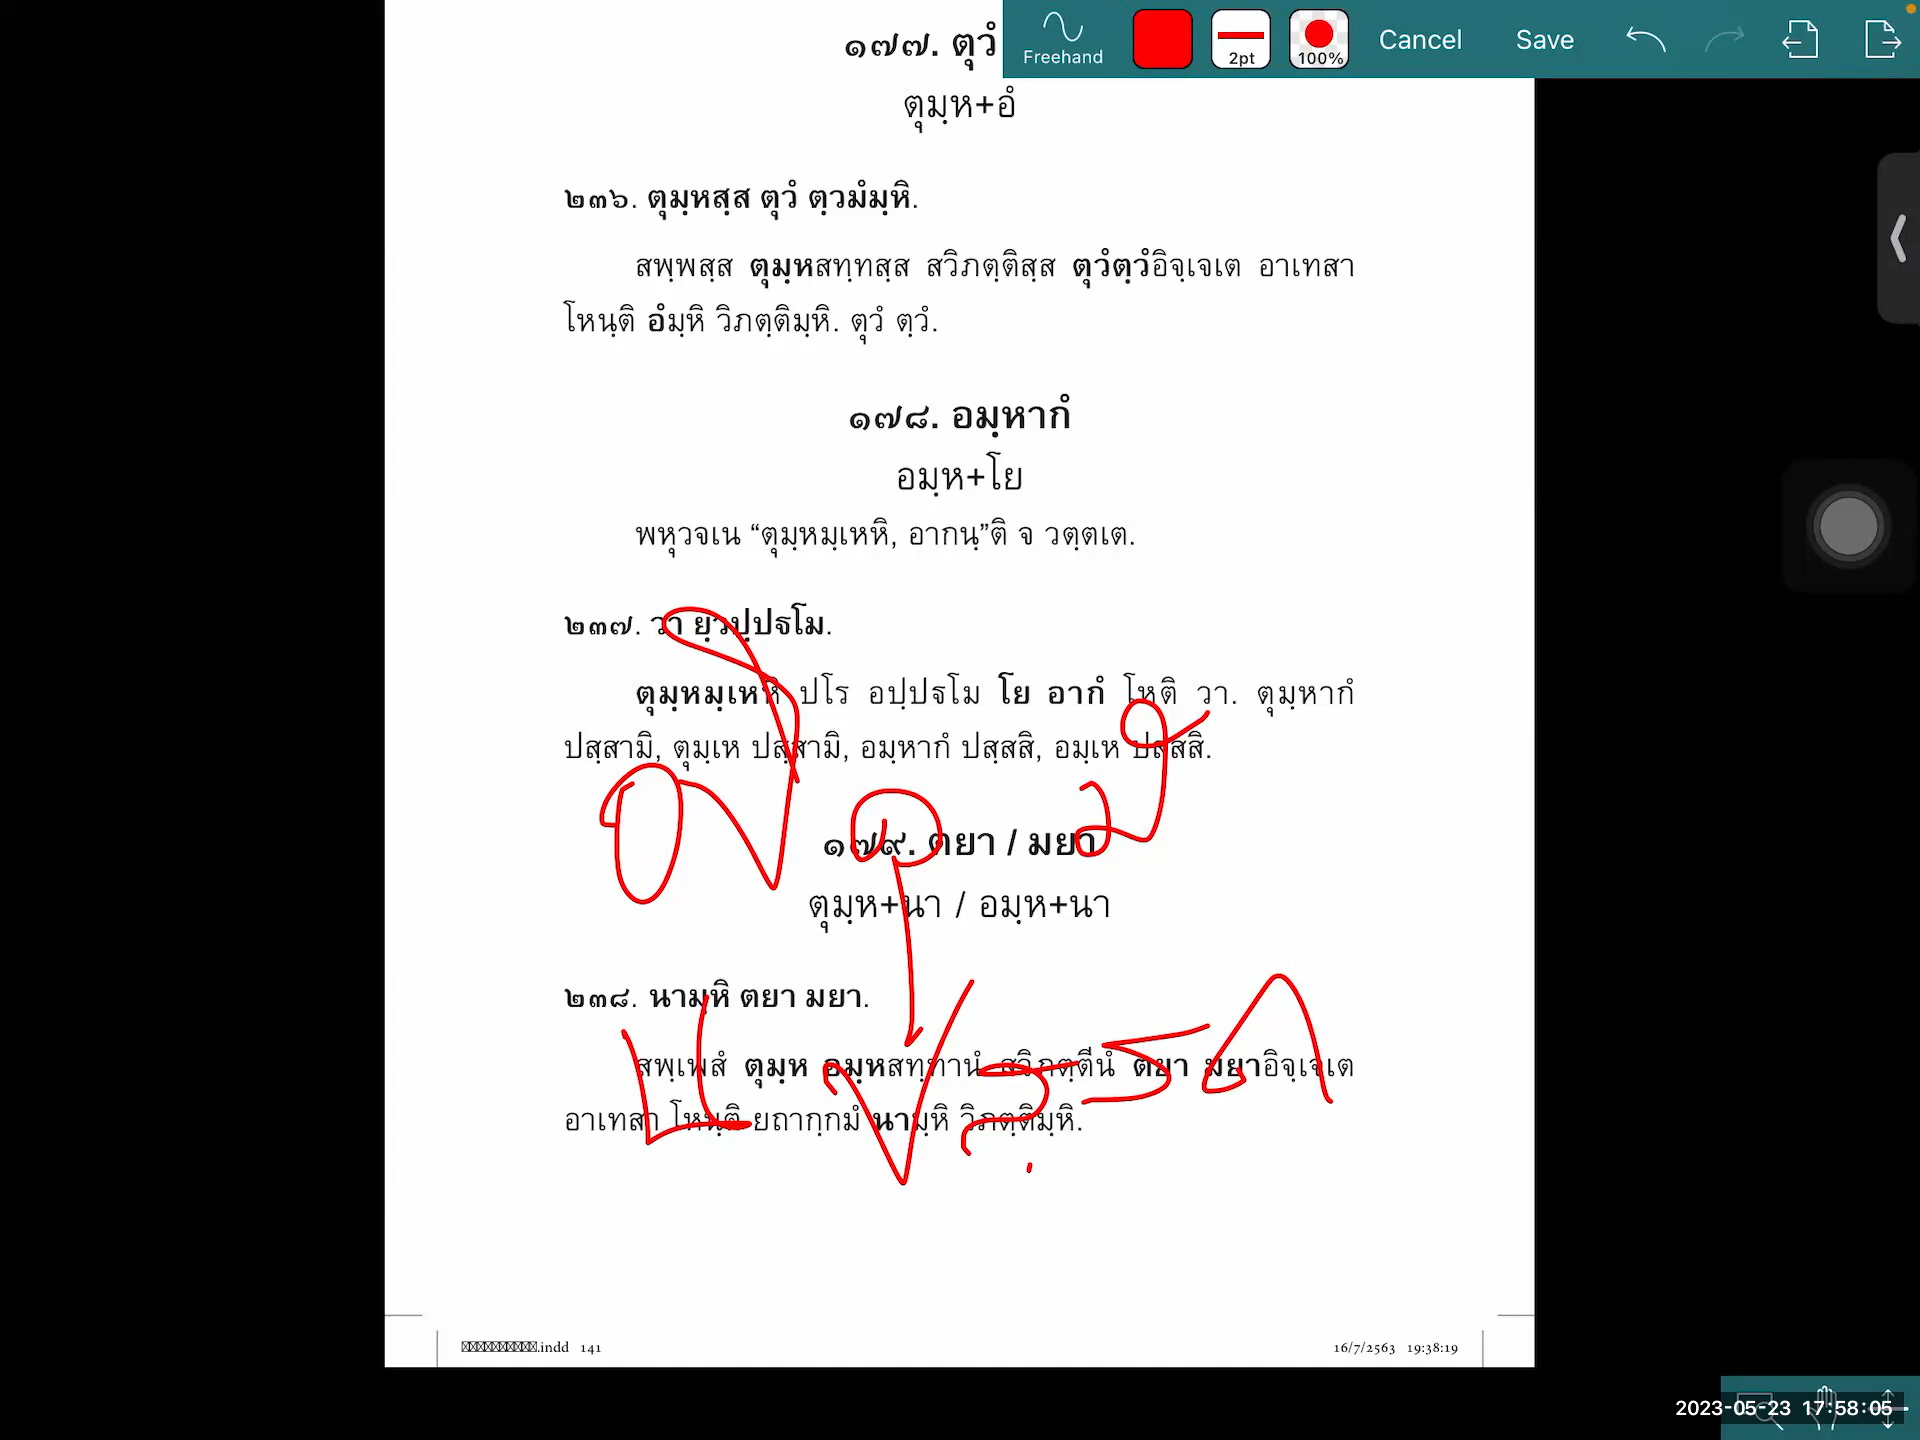 ๑๗๗. ตุวํ
Freehand
2pt
100%
Cancel
Save
ตุมฺห+อํ
๒๓๖. ตุมฺหสฺส ตุวํ ตฺวมํมฺหิ.
สพฺพสฺส ตุมฺหสทฺทสฺส สวิภตฺติสฺส ตุวํตฺวํอิจฺเจเต อาเทสา
โหนฺติ อํมฺหิ วิภตฺติมฺหิ. ตุวํ ตฺวํ.
๑๗๘. อมฺหากํ
อมฺห+โย
พหุวจเน “ตุมฺหมฺเหหิ, อากนฺ”ติ จ วตฺตเต.
๒๓๗. วา ยฺวปฺปฐโม.
ตุมฺหมฺเหหิ ปโร อปฺปฐโม โย อากํ โหติ วา. ตุมฺหากํ
ปสฺสามิ, ตุมฺเห ปสฺสามิ, อมฺหากํ ปสฺสสิ, อมฺเห ปสฺสสิ.
๑๗๙. ตยา / มยา
ตุมฺห+นา / อมฺห+นา
๒๓๘. นามฺหิ ตยา มยา.
สพฺเพสํ ตุมฺห อมฺหสทฺทานํ สวิภตฺตีนํ ตยา มยาอิจฺเจเต
อาเทสา โหนฺติ ยถากฺกมํ นามฺหิ วิภตฺติมฺหิ.
.indd 141
16/7/2563 19:38:19
2023-05-23 17:58:05